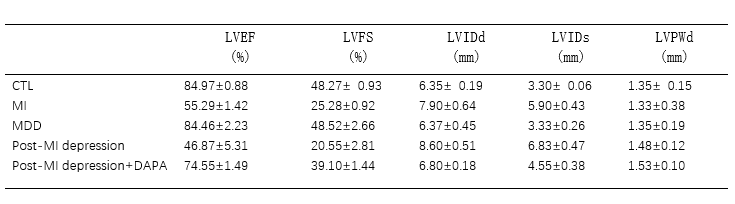 LVEF LVFS LVIDd LVIDs LVPWd
(%) (%) (mm) (mm) (mm)
CTL 84.97±0.88 48.27± 0.93 6.35± 0.19 3.30± 0.06 1.35± 0.15
MI 55.29±1.42 25.28±0.92 7.90±0.64 5.90±0.43 1.33±0.38
MDD 84.46±2.23 48.52±2.66 6.37±0.45 3.33±0.26 1.35±0.19
Post-MI depression 46.87±5.31 20.55±2.81 8.60±0.51 6.83±0.47 1.48±0.12
Post-MI depression+DAPA 74.55±1.49 39.10±1.44 6.80±0.18 4.55±0.38 1.53±0.10